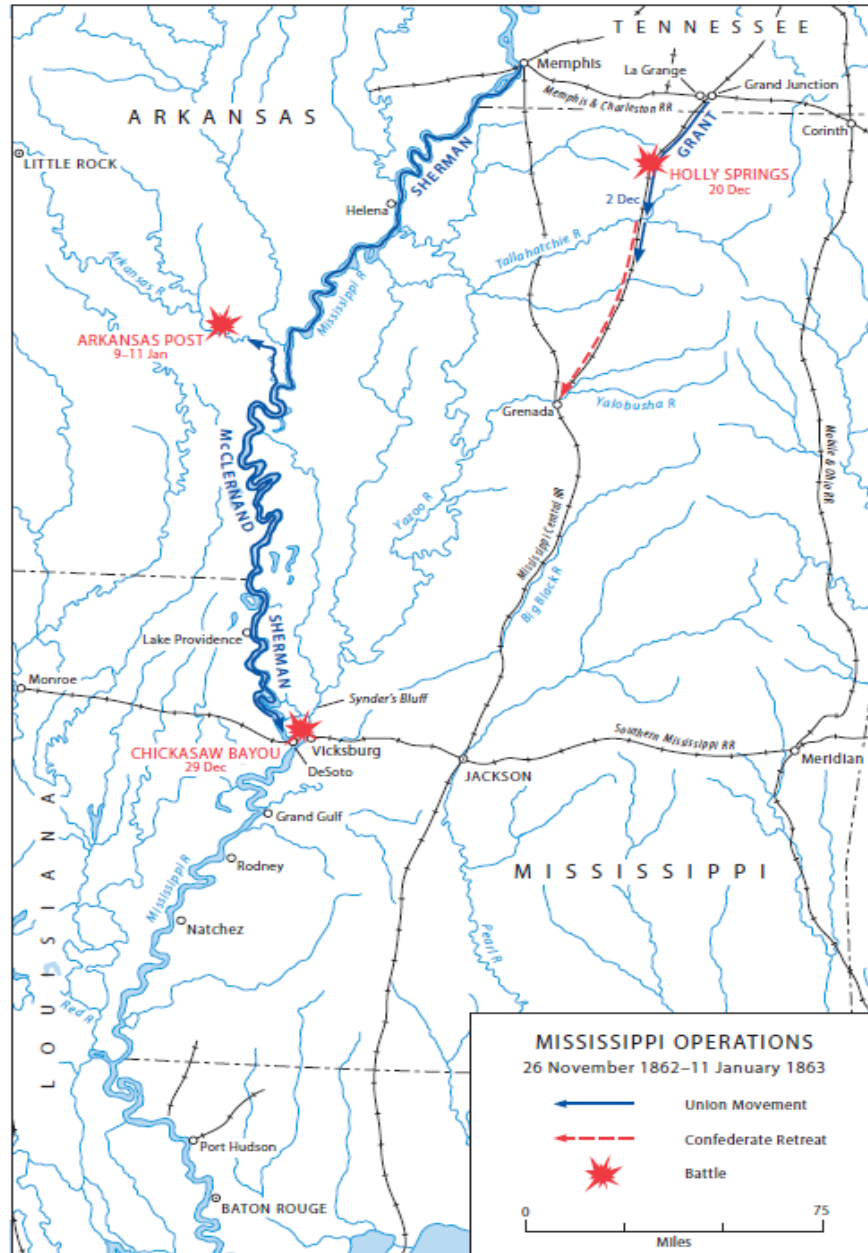 TENNESSEE
Memphis
La Grange
Grand Junction
Memphis & Charleston RR
ARKANSAS
Corinth
LITTLE ROCK
SHERMAN
GRANT
HOLLY SPRINGS
20 Dec
2 Dec
Helena
Tallahatchie R
Arkansas R
Mississippi R
ARKANSAS POST
9–11 Jan
Grenada
Yalobusha R
McCLERNAND
Mobile & Ohio RR
Yazoo R
Mississippi Central RR
Big Black R
Lake Providence
SHERMAN
Monroe
Synder's Bluff
Southern Mississippi RR
CHICKASAW BAYOU
29 Dec
Vicksburg
DeSoto
JACKSON
Meridian
Grand Gulf
LOUISIANA
Mississippi R
Rodney
MISSISSIPPI
Natchez
Pearl R
Red R
Port Hudson
BATON ROUGE
MISSISSIPPI OPERATIONS
26 November 1862–11 January 1863
Union Movement
Confederate Retreat
Battle
0 75
Miles